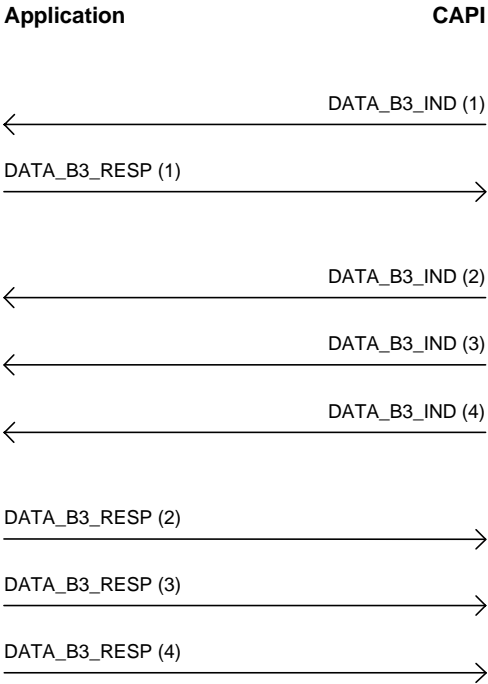 Application CAPI
DATA_B3_IND (1)
DATA_B3_RESP (1)
DATA_B3_IND (2)
DATA_B3_IND (3)
DATA_B3_IND (4)
DATA_B3_RESP (2)
DATA_B3_RESP (3)
DATA_B3_RESP (4)